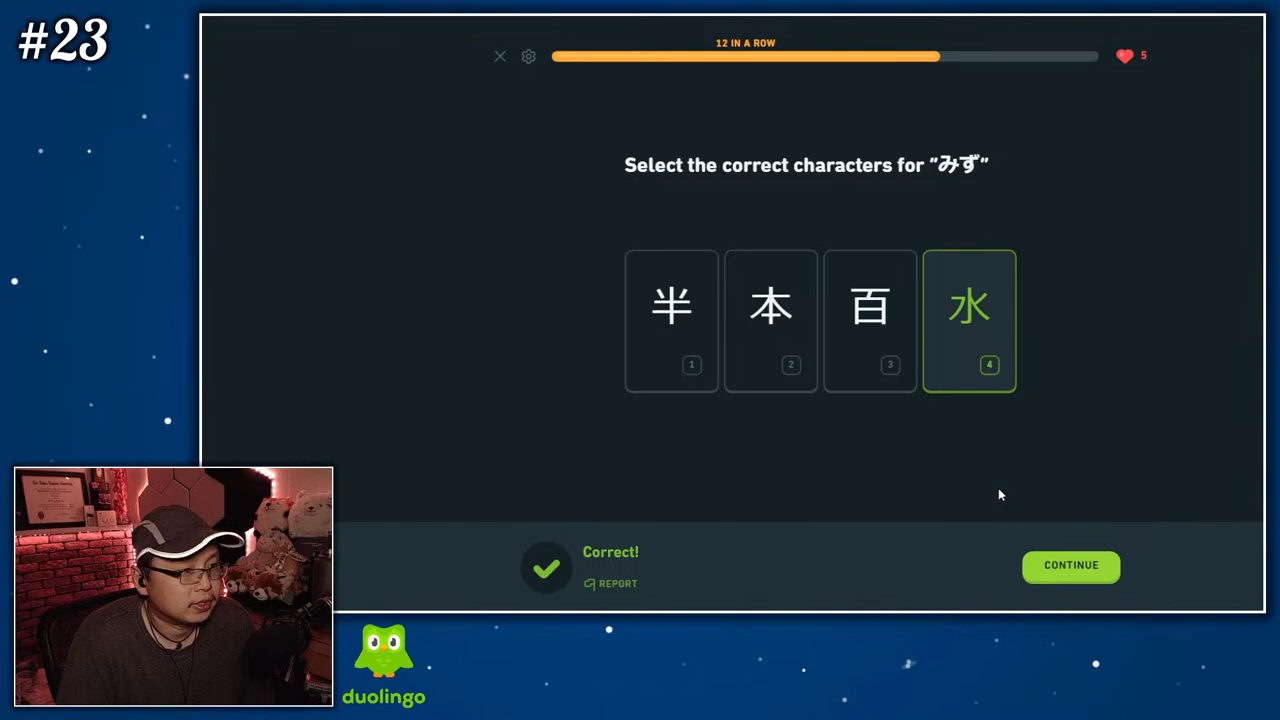 #23
12 IN A ROW
5
Select the correct characters for “みず”
半 本 百 水
1 2 3 4
Correct!
REPORT
CONTINUE
duolingo